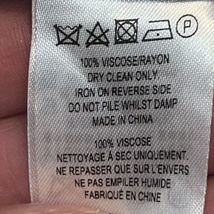 P
100% VISCOSE/RAYON
DRY CLEAN ONLY
IRON ON REVERSE SIDE
DO NOT PILE WHILST DAMP
MADE IN CHINA
100% VISCOSE
NETTOYAGE À SEC UNIQUEMENT.
NE REPASSER QUE SUR L'ENVERS
NE PAS EMPILER HUMIDE
FABRIQUÉ EN CHINE